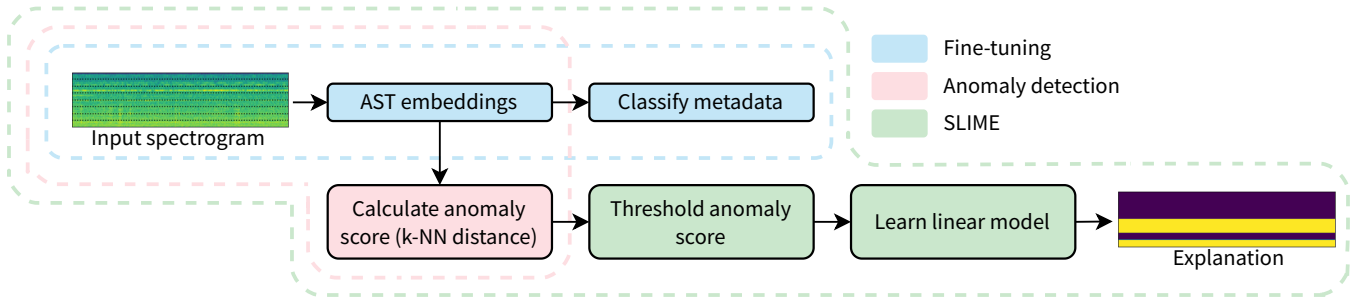 Input spectrogram
AST embeddings
Classify metadata
Fine-tuning
Anomaly detection
SLIME
Calculate anomaly
score (k-NN distance)
Threshold anomaly
score
Learn linear model
Explanation